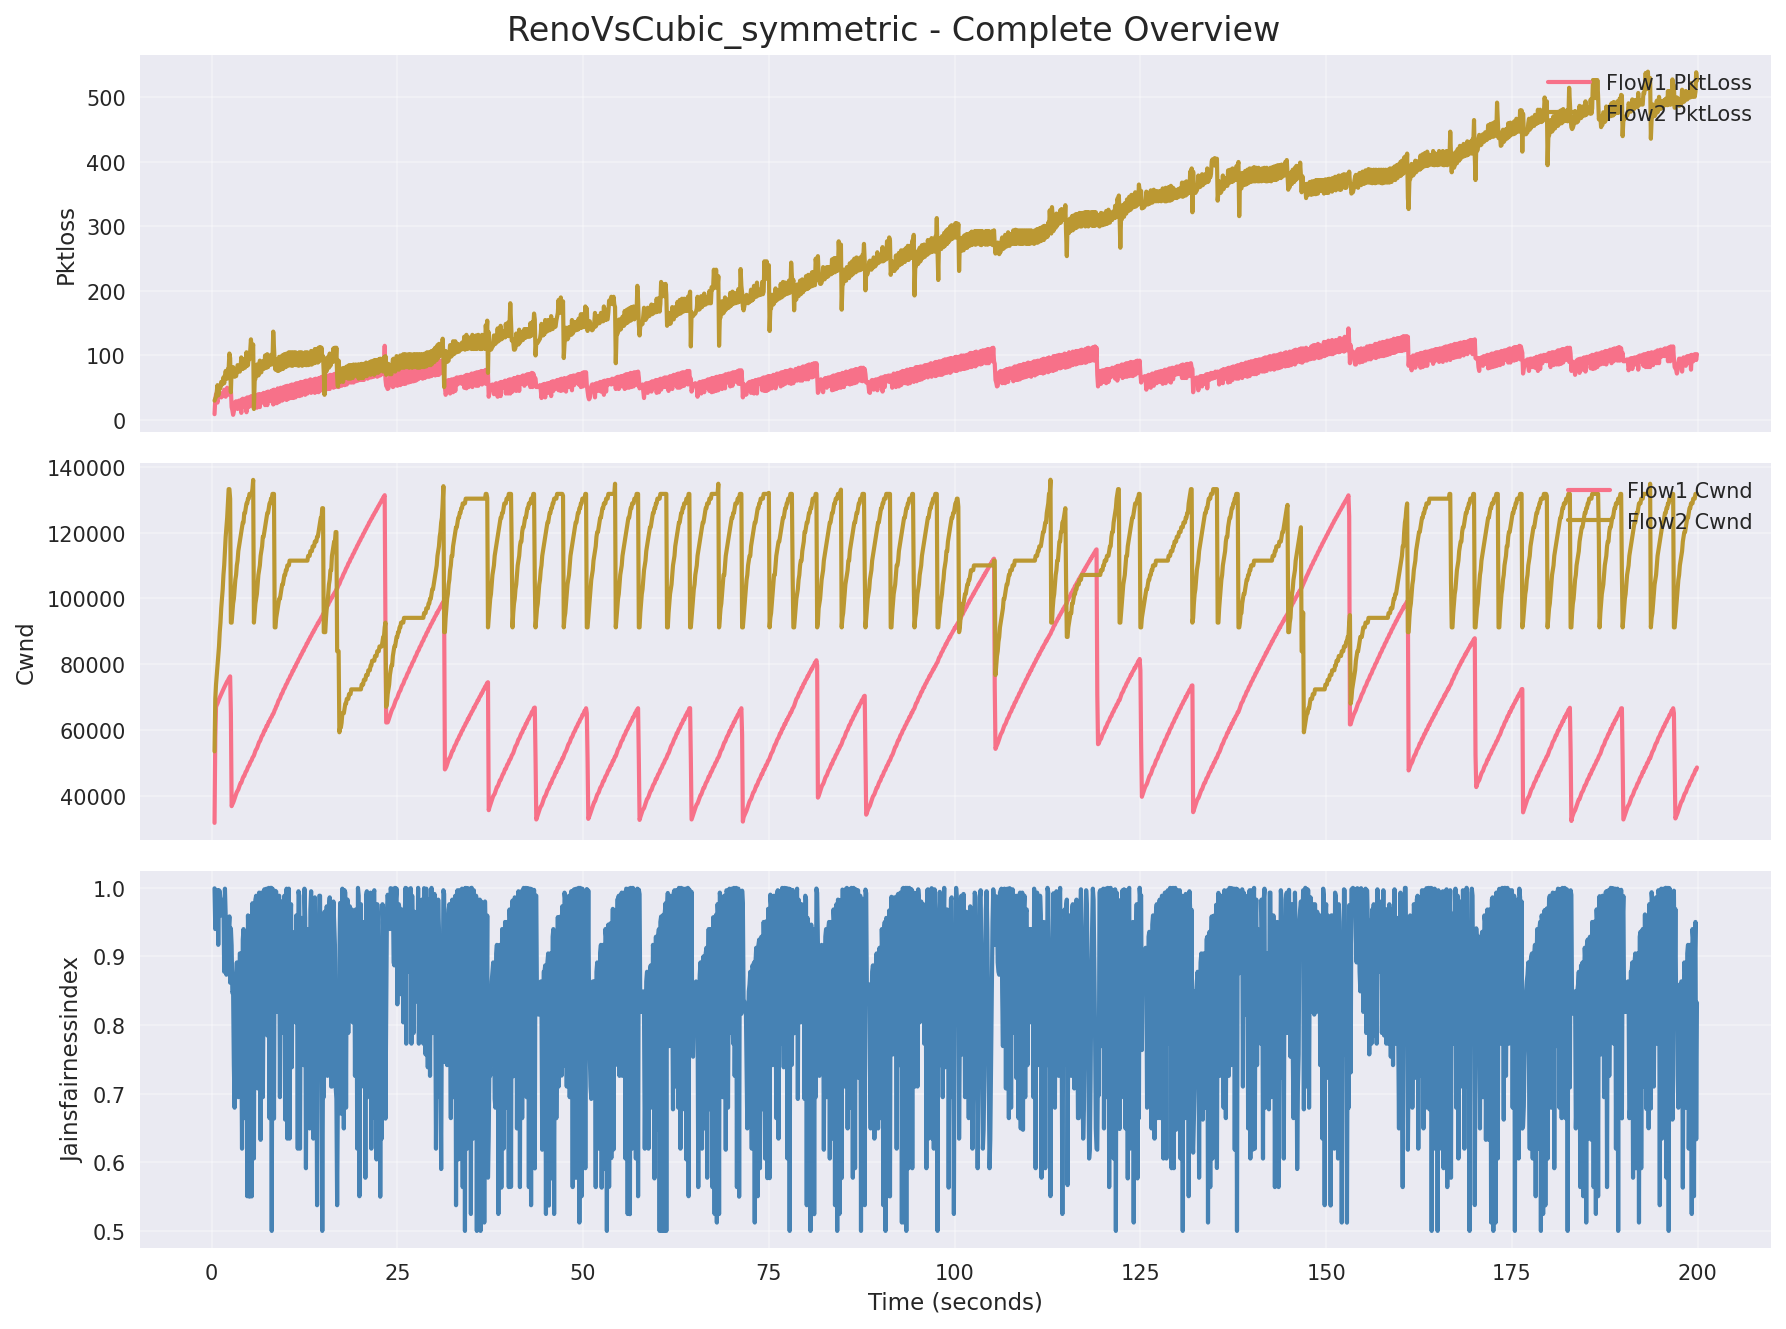 RenoVsCubic_symmetric - Complete Overview
Pktloss
500
400
300
200
100
0
Flow1 PktLoss
Flow2 PktLoss
Cwnd
140000
120000
100000
80000
60000
40000
Flow1 Cwnd
Flow2 Cwnd
Jainsfairnessindex
1.0
0.9
0.8
0.7
0.6
0.5
0 25 50 75 100 125 150 175 200
Time (seconds)